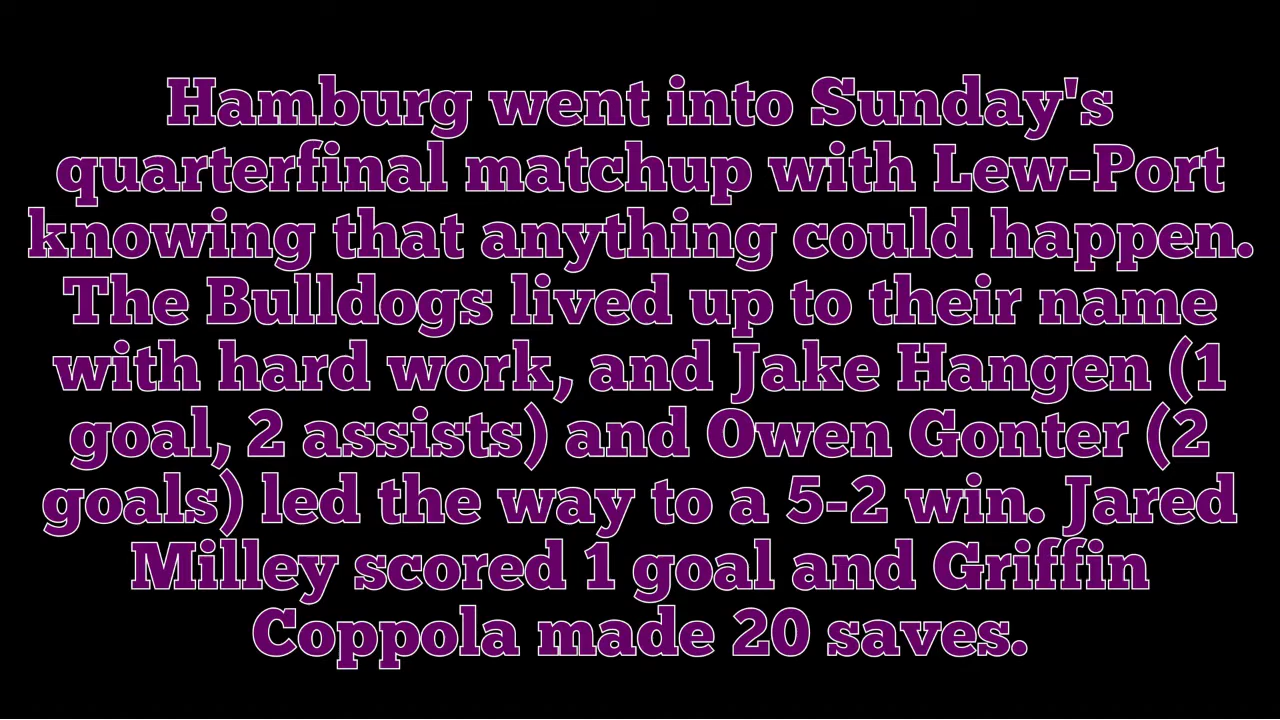 Hamburg went into Sunday's
quarterfinal matchup with Lew-Port
knowing that anything could happen.
The Bulldogs lived up to their name
with hard work, and Jake Hangen (1
goal, 2 assists) and Owen Gonter (2
goals) led the way to a 5-2 win. Jared
Milley scored 1 goal and Griffin
Coppola made 20 saves.